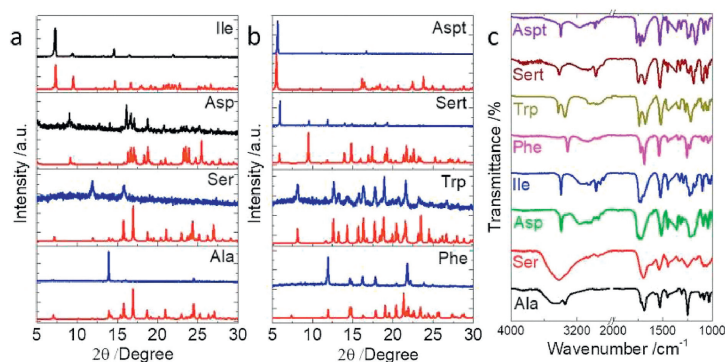 a
Ile
Asp
Ser
Ala
Intensity /a.u.
5 10 15 20 25 30
2θ /Degree
b
Aspt
Sert
Trp
Phe
Intensity /a.u.
5 10 15 20 25 30
2θ /Degree
c
Aspt
Sert
Trp
Phe
Ile
Asp
Ser
Ala
Transmittance /%
4000 3200 2000 1600 1000
Wavenumber /cm⁻¹